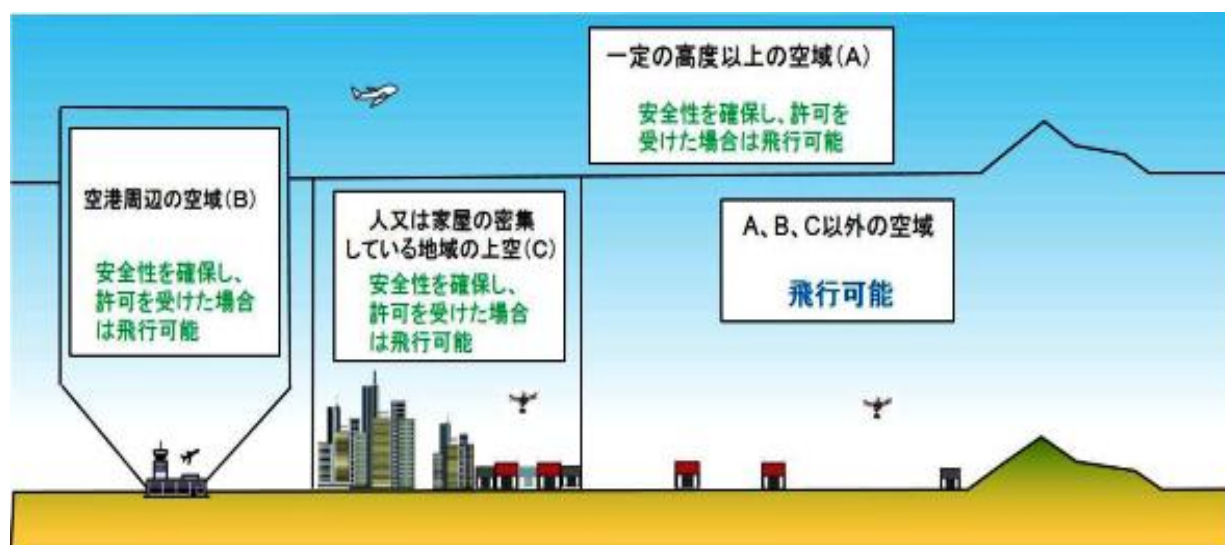 一定の高度以上の空域(A)
安全性を確保し、許可を
受けた場合は飛行可能
空港周辺の空域(B)
安全性を確保し、
許可を受けた場合
は飛行可能
人又は家屋の密集
している地域の上空(C)
安全性を確保し、
許可を受けた場合
は飛行可能
A、B、C以外の空域
飛行可能